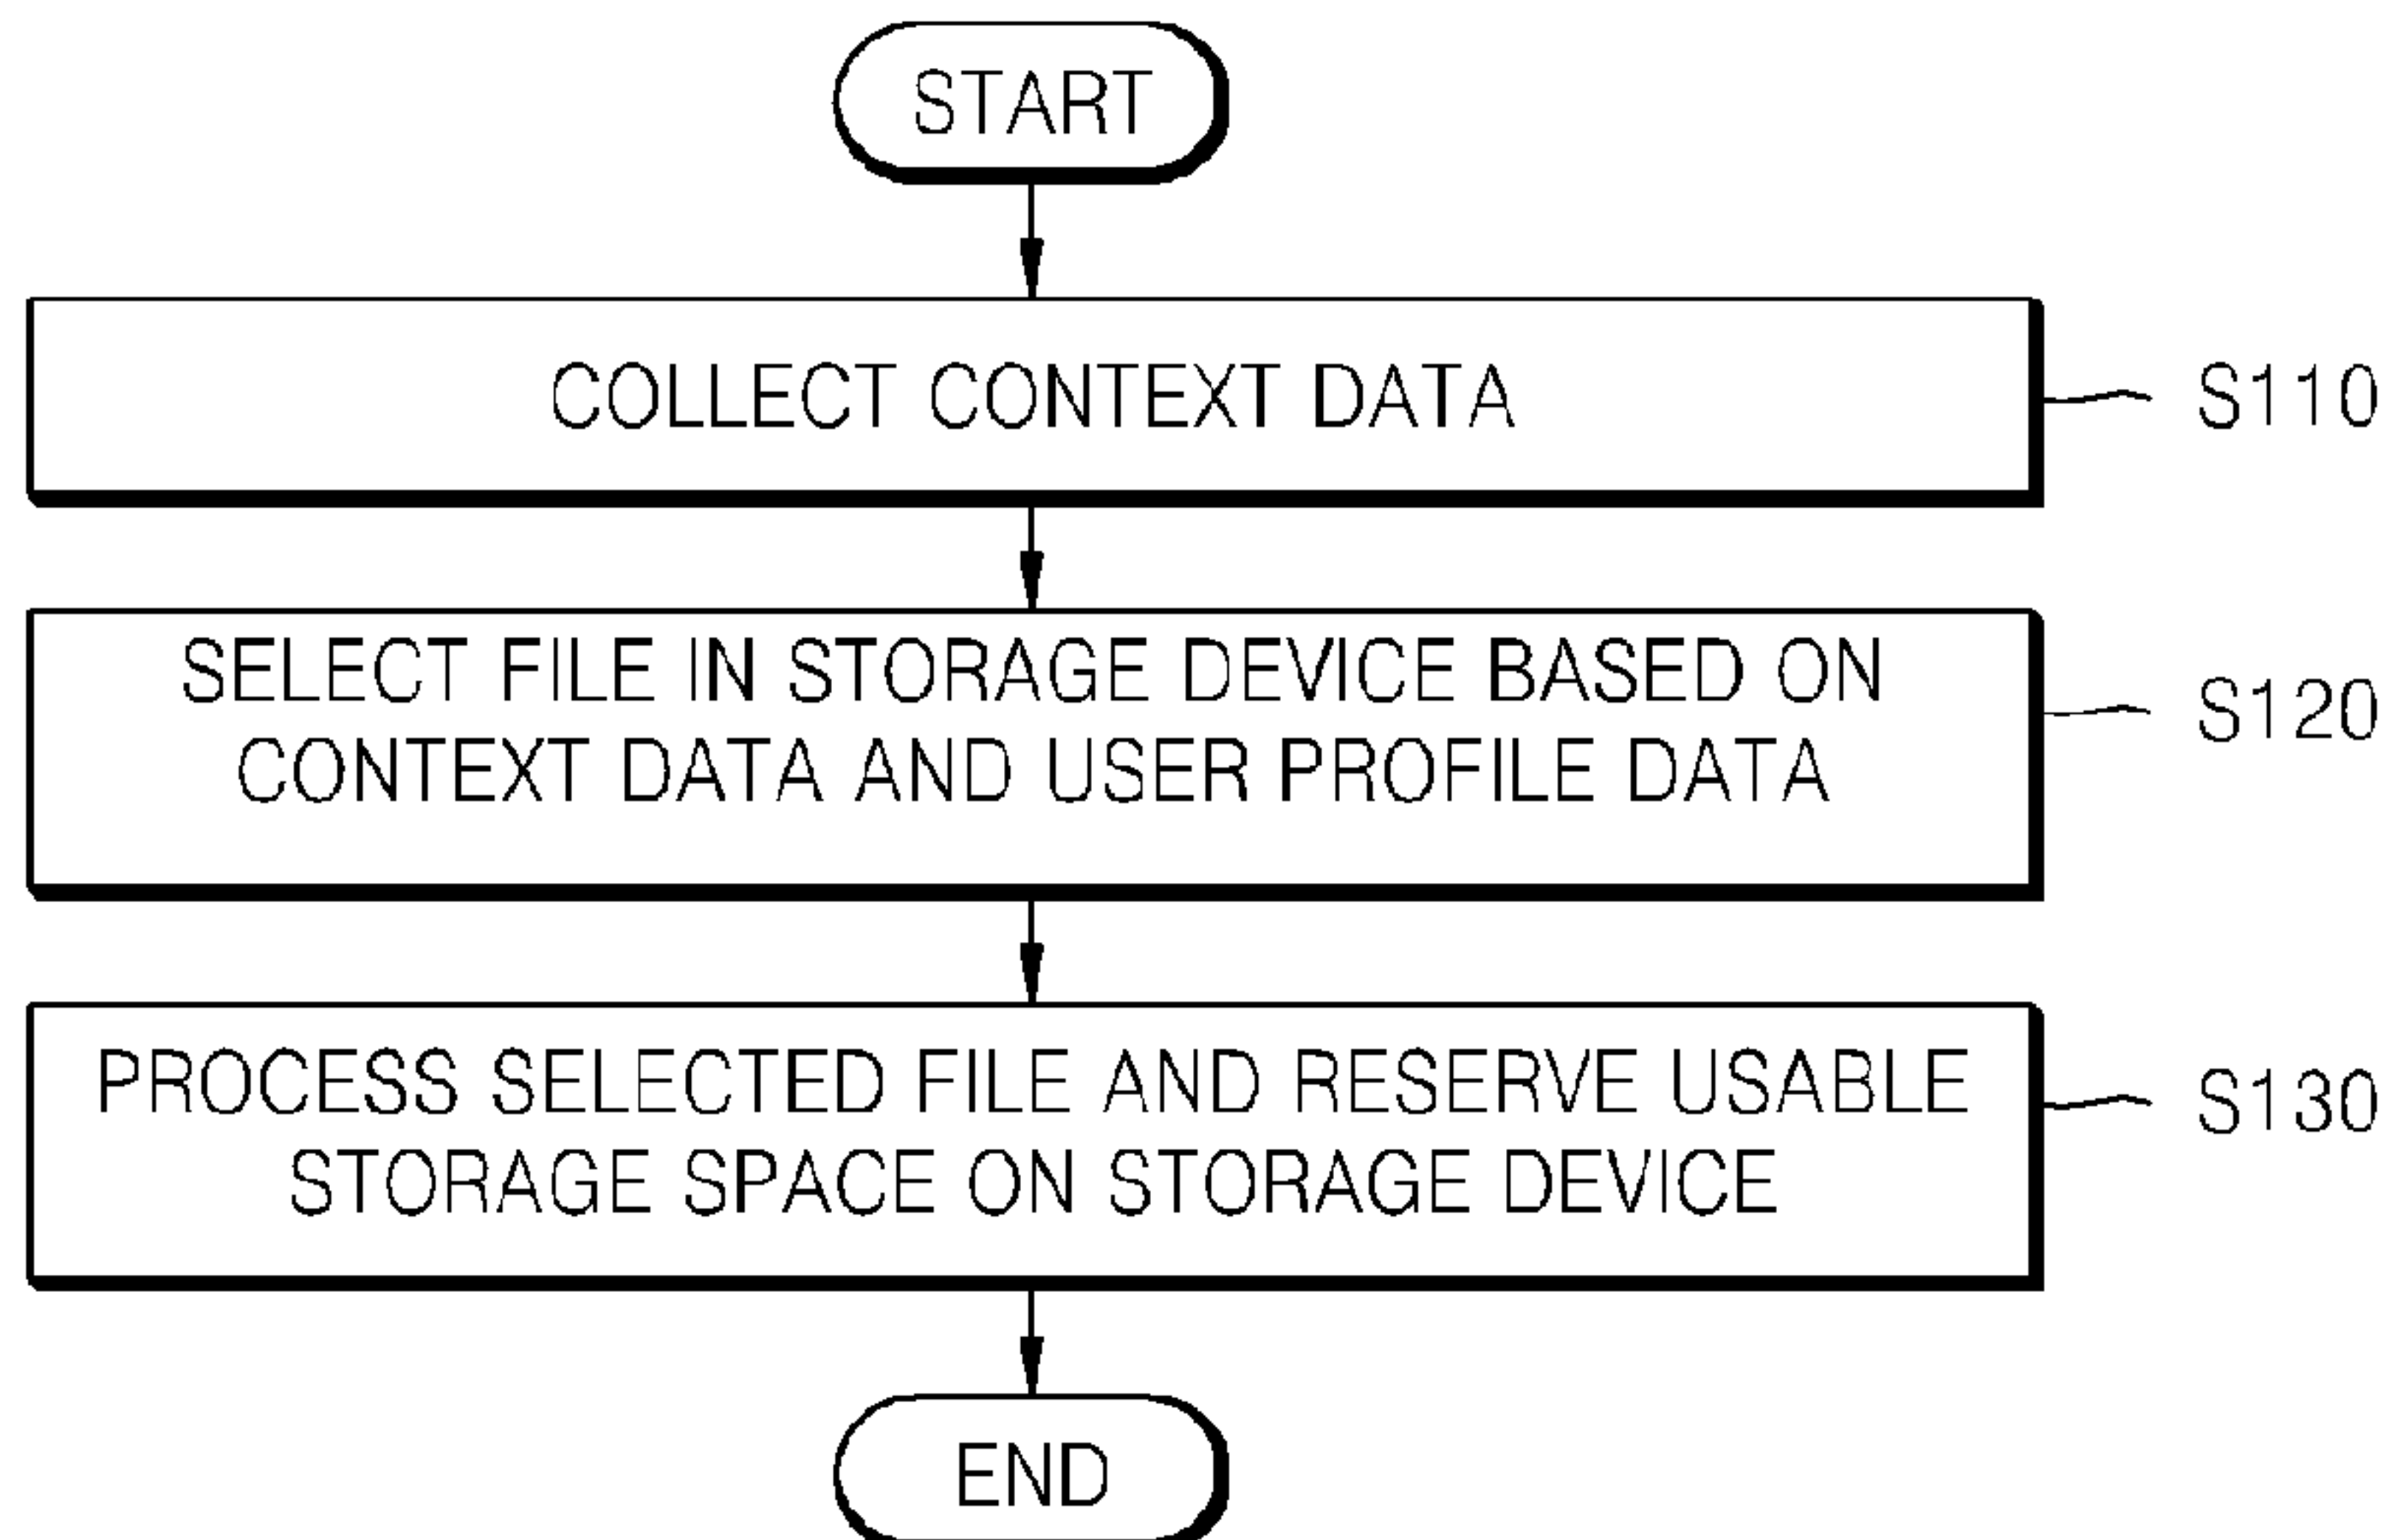 START
COLLECT CONTEXT DATA
S110
SELECT FILE IN STORAGE DEVICE BASED ON
CONTEXT DATA AND USER PROFILE DATA
S120
PROCESS SELECTED FILE AND RESERVE USABLE
STORAGE SPACE ON STORAGE DEVICE
S130
END